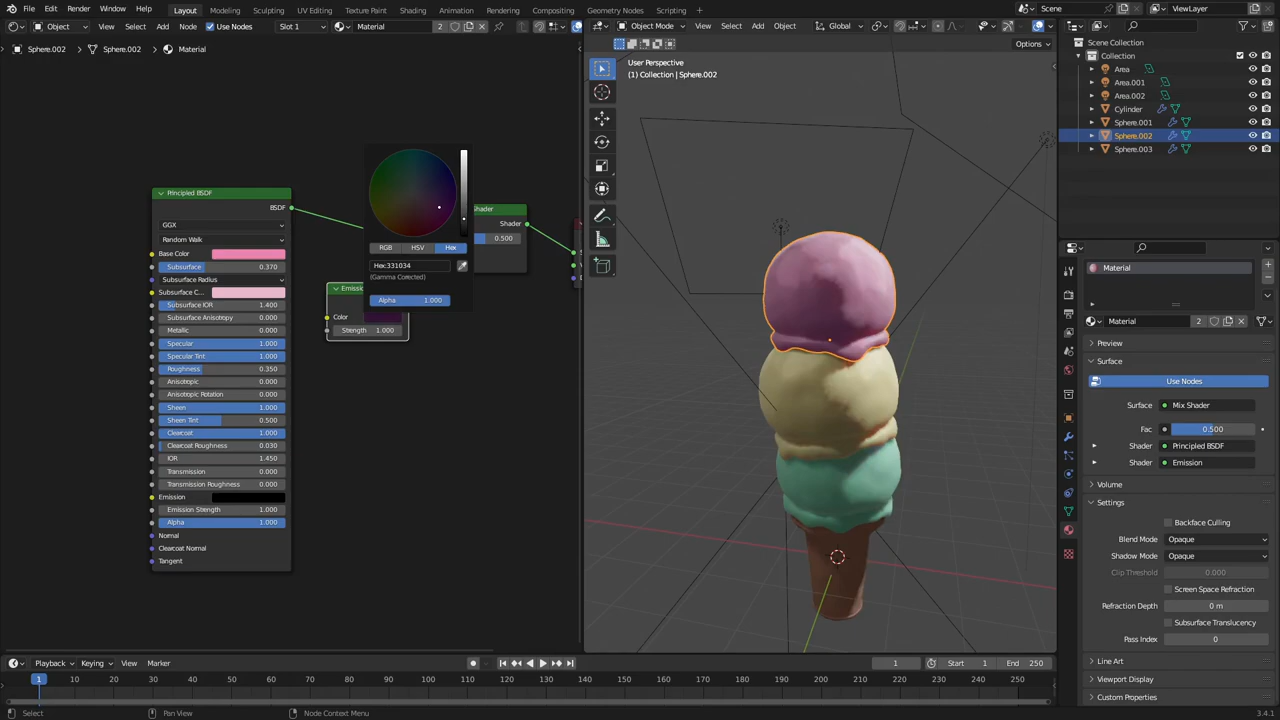 File Edit Render Window Help Layout Modeling Sculpting UV Editing Texture Paint Shading Animation Rendering Compositing Geometry Nodes Scripting Scene ViewLayer
Object View Select Add Node Use Nodes Slot 1 Material 2
Object Mode View Select Add Object Global
Options
Sphere.002 Sphere.002 Material
User Perspective
(1) Collection | Sphere.002
Scene Collection
Collection
Area
Area.001
Area.002
Cylinder
Sphere.001
Sphere.002
Sphere.003
Principled BSDF
BSDF
GGX
Random Walk
Base Color
Subsurface 0.370
Subsurface Radius
Subsurface C...
Subsurface IOR 1.400
Subsurface Anisotropy 0.000
Metallic 0.000
Specular 1.000
Specular Tint 1.000
Roughness 0.350
Anisotropic 0.000
Anisotropic Rotation 0.000
Sheen 1.000
Sheen Tint 0.500
Clearcoat 1.000
Clearcoat Roughness 0.030
IOR 1.450
Transmission 0.000
Transmission Roughness 0.000
Emission
Emission Strength 1.000
Alpha 1.000
Normal
Clearcoat Normal
Tangent
RGB HSV Hex
Hex:331034
(Gamma Corrected)
Alpha 1.000
Color
Strength 1.000
Shader
Shader
0.500
Material
Material 2
Preview
Surface
Use Nodes
Surface Mix Shader
Fac 0.500
Shader Principled BSDF
Shader Emission
Volume
Settings
Backface Culling
Blend Mode Opaque
Shadow Mode Opaque
Clip Threshold 0.000
Screen Space Refraction
Refraction Depth 0 m
Subsurface Translucency
Pass Index 0
Line Art
Viewport Display
Custom Properties
Playback Keying View Marker 1 Start 1 End 250
1 10 20 30 40 50 60 70 80 90 100 110 120 130 140 150 160 170 180 190 200 210 220 230 240 250
Select Pan View Node Context Menu 3.4.1